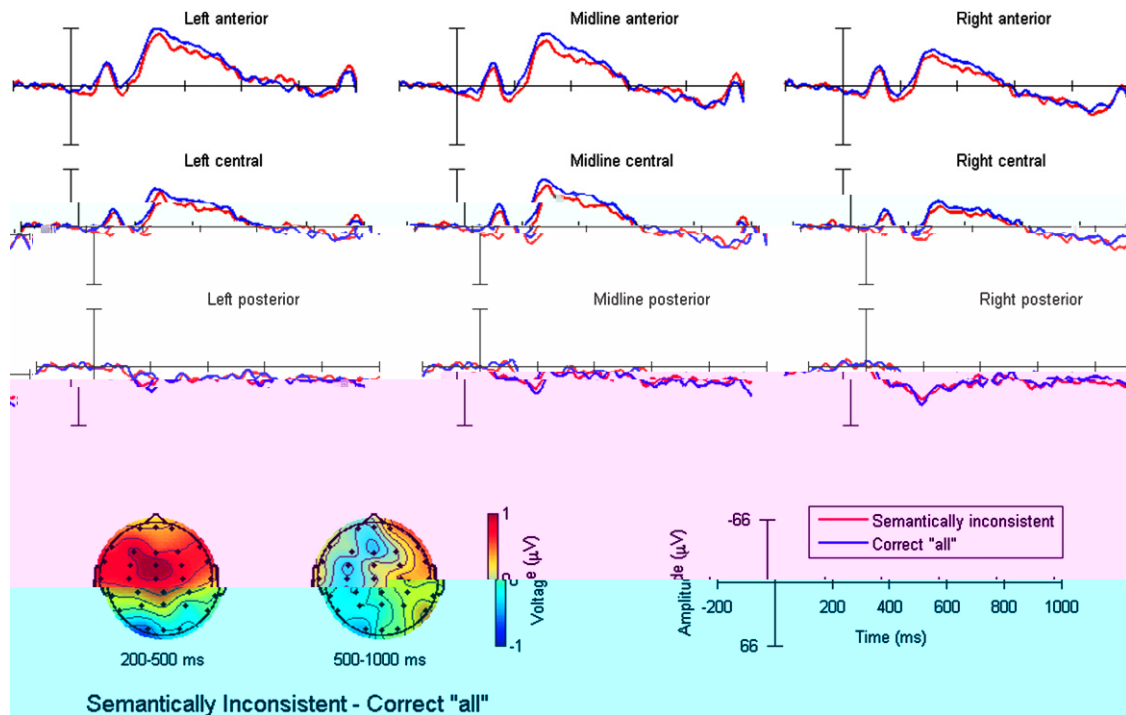 Left anterior
Midline anterior
Right anterior
Left central
Midline central
Right central
Left posterior
Midline posterior
Right posterior
1
0
-1
Voltage (µV)
200-500 ms
500-1000 ms
-66
66
Amplitude (µV)
Semantically inconsistent
Correct "all"
-200
200
400
600
800
1000
Time (ms)
Semantically Inconsistent - Correct "all"